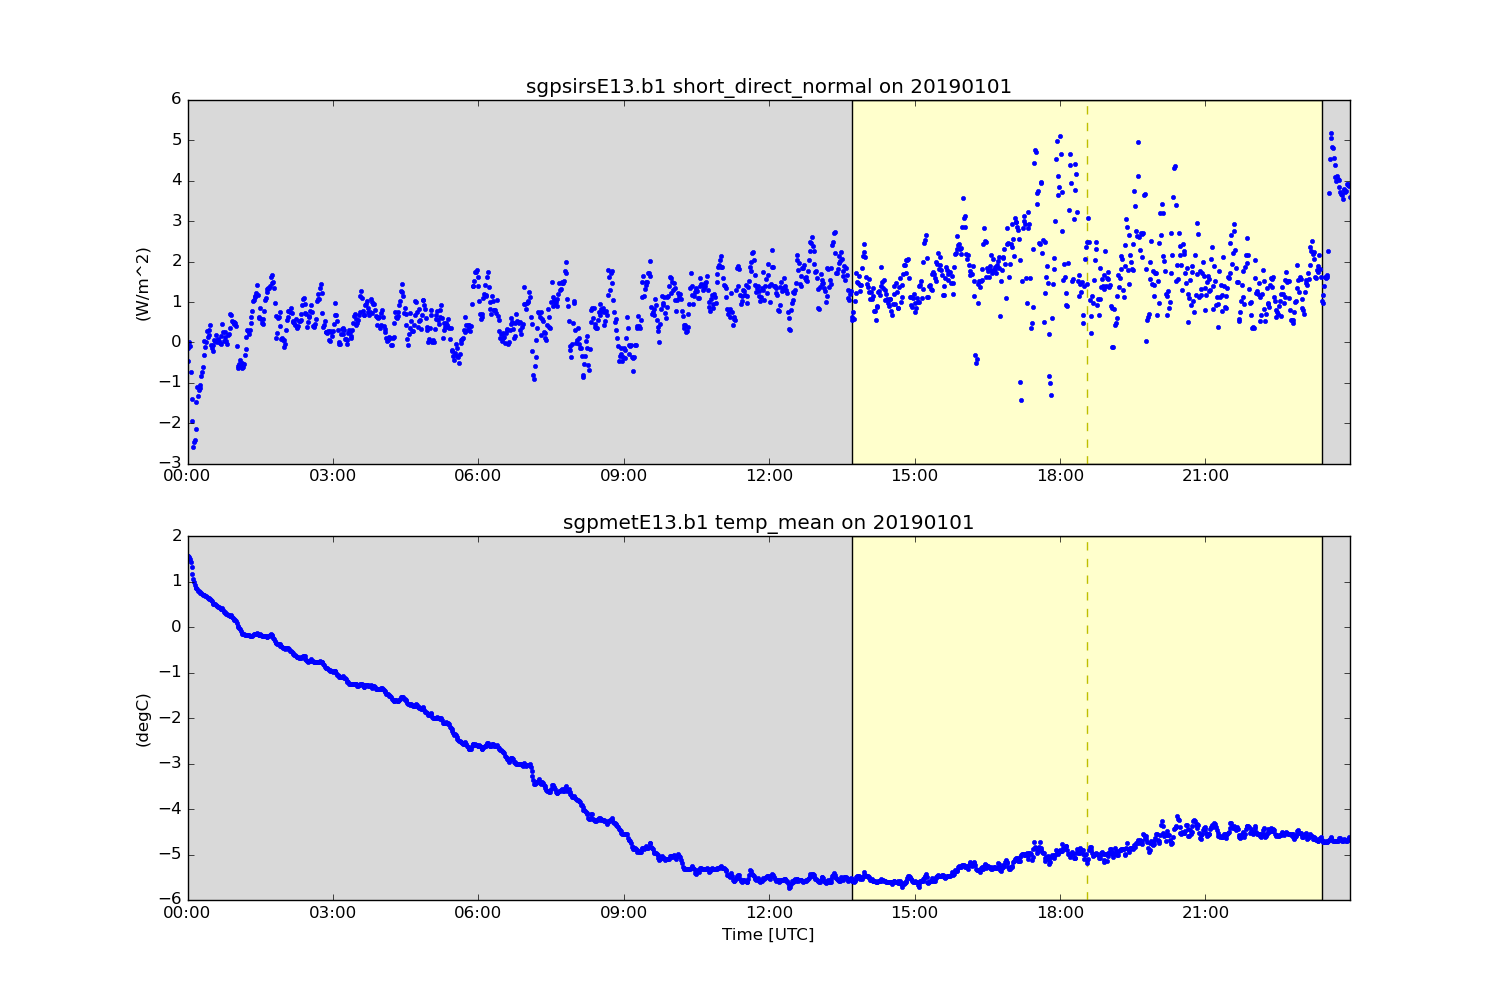 sgpsirsE13.b1 short_direct_normal on 20190101
6
5
4
3
2
1
0
−1
−2
−3
(W/m^2)
00:00 03:00 06:00 09:00 12:00 15:00 18:00 21:00
sgpmetE13.b1 temp_mean on 20190101
2
1
0
−1
−2
−3
−4
−5
−6
(degC)
00:00 03:00 06:00 09:00 12:00 15:00 18:00 21:00
Time [UTC]